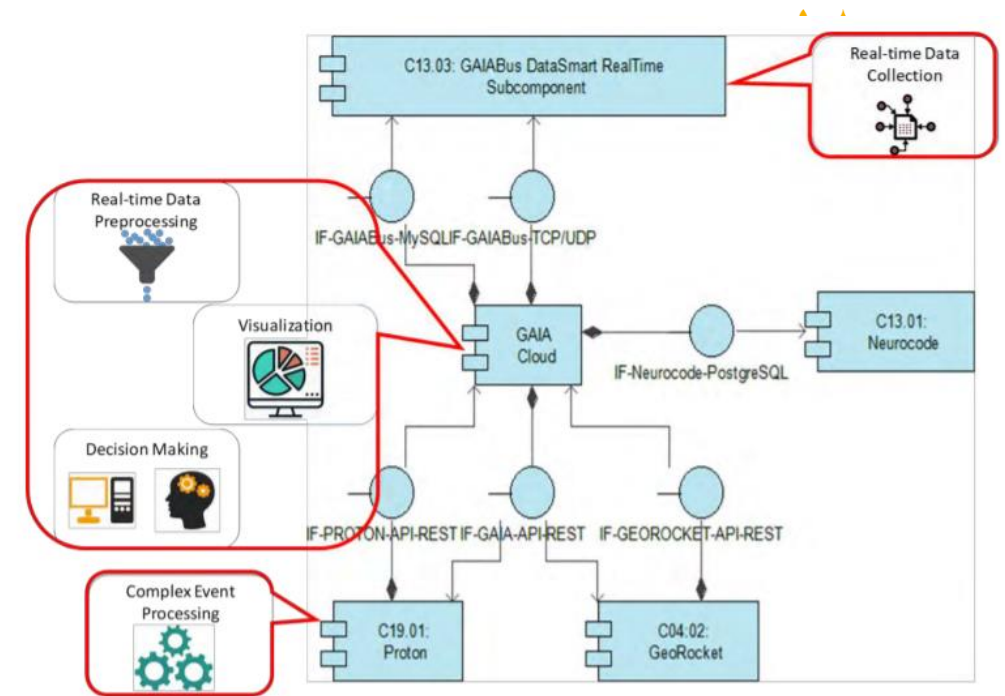 C13.03: GAIABus DataSmart RealTime
Subcomponent
Real-time Data
Collection
Real-time Data
Preprocessing
IF-GAIABus-MySQL
IF-GAIABus-TCP/UDP
Visualization
GAIA
Cloud
C13.01:
Neurocode
IF-Neurocode-PostgreSQL
Decision Making
IF-PROTON-API-REST
IF-GAIA-API-REST
IF-GEOROCKET-API-REST
Complex Event
Processing
C19.01:
Proton
C04:02:
GeoRocket